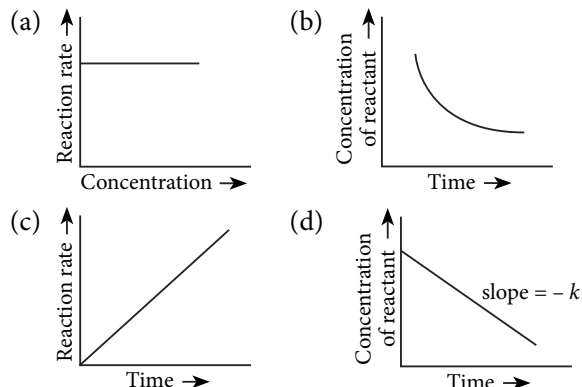 (a)
Reaction rate →
Concentration →
(b)
Concentration
of reactant →
Time →
(c)
Reaction rate →
Time →
(d)
Concentration
of reactant →
slope = – k
Time →